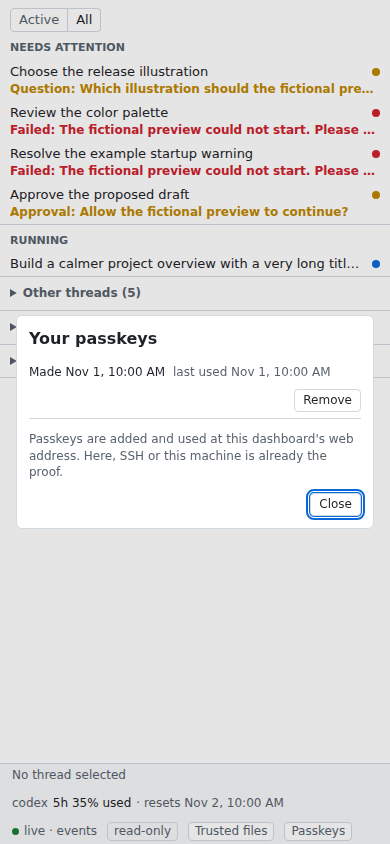 Active All
NEEDS ATTENTION
Choose the release illustration
Question: Which illustration should the fictional pre…
Review the color palette
Failed: The fictional preview could not start. Please …
Resolve the example startup warning
Failed: The fictional preview could not start. Please …
Approve the proposed draft
Approval: Allow the fictional preview to continue?
RUNNING
Build a calmer project overview with a very long titl…
Other threads (5)
Your passkeys
Made Nov 1, 10:00 AM last used Nov 1, 10:00 AM
Remove
Passkeys are added and used at this dashboard's web
address. Here, SSH or this machine is already the
proof.
Close
No thread selected
codex 5h 35% used · resets Nov 2, 10:00 AM
live · events read-only Trusted files Passkeys